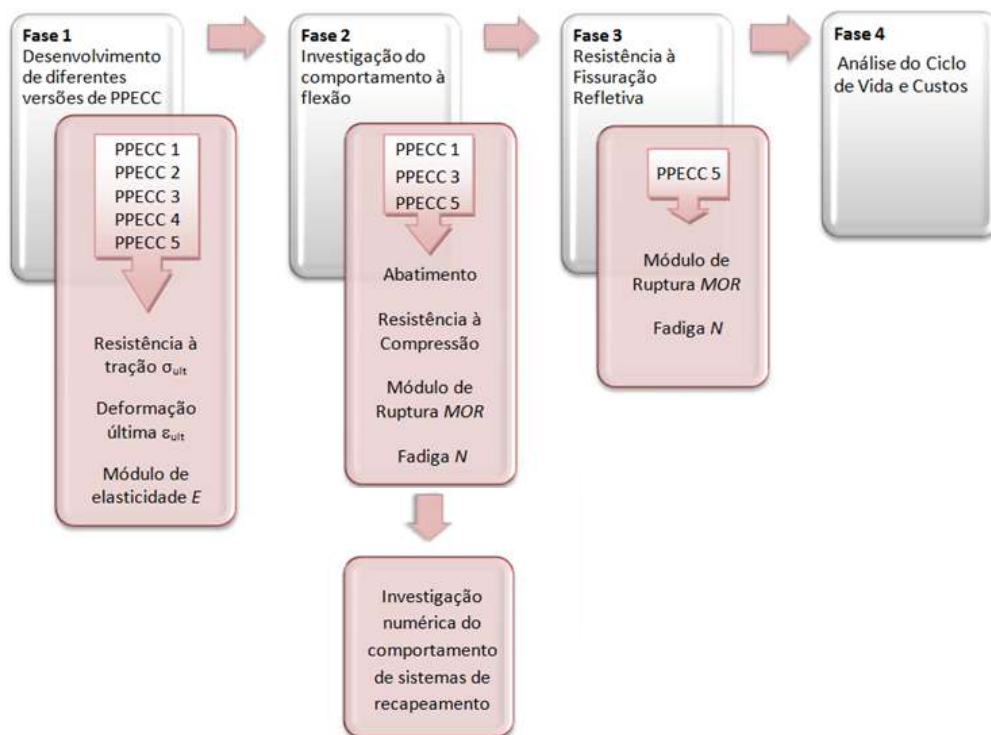 Fase 1
Desenvolvimento
de diferentes
versões de PPECC
PPECC 1
PPECC 2
PPECC 3
PPECC 4
PPECC 5
Resistência à
tração σult
Deformação
última εult
Módulo de
elasticidade E
Fase 2
Investigação do
comportamento à
flexão
PPECC 1
PPECC 3
PPECC 5
Abatimento
Resistência à
Compressão
Módulo de
Ruptura MOR
Fadiga N
Investigação
numérica do
comportamento
de sistemas de
recapeamento
Fase 3
Resistência à
Fissuração
Refletiva
PPECC 5
Módulo de
Ruptura MOR
Fadiga N
Fase 4
Análise do Ciclo
de Vida e Custos